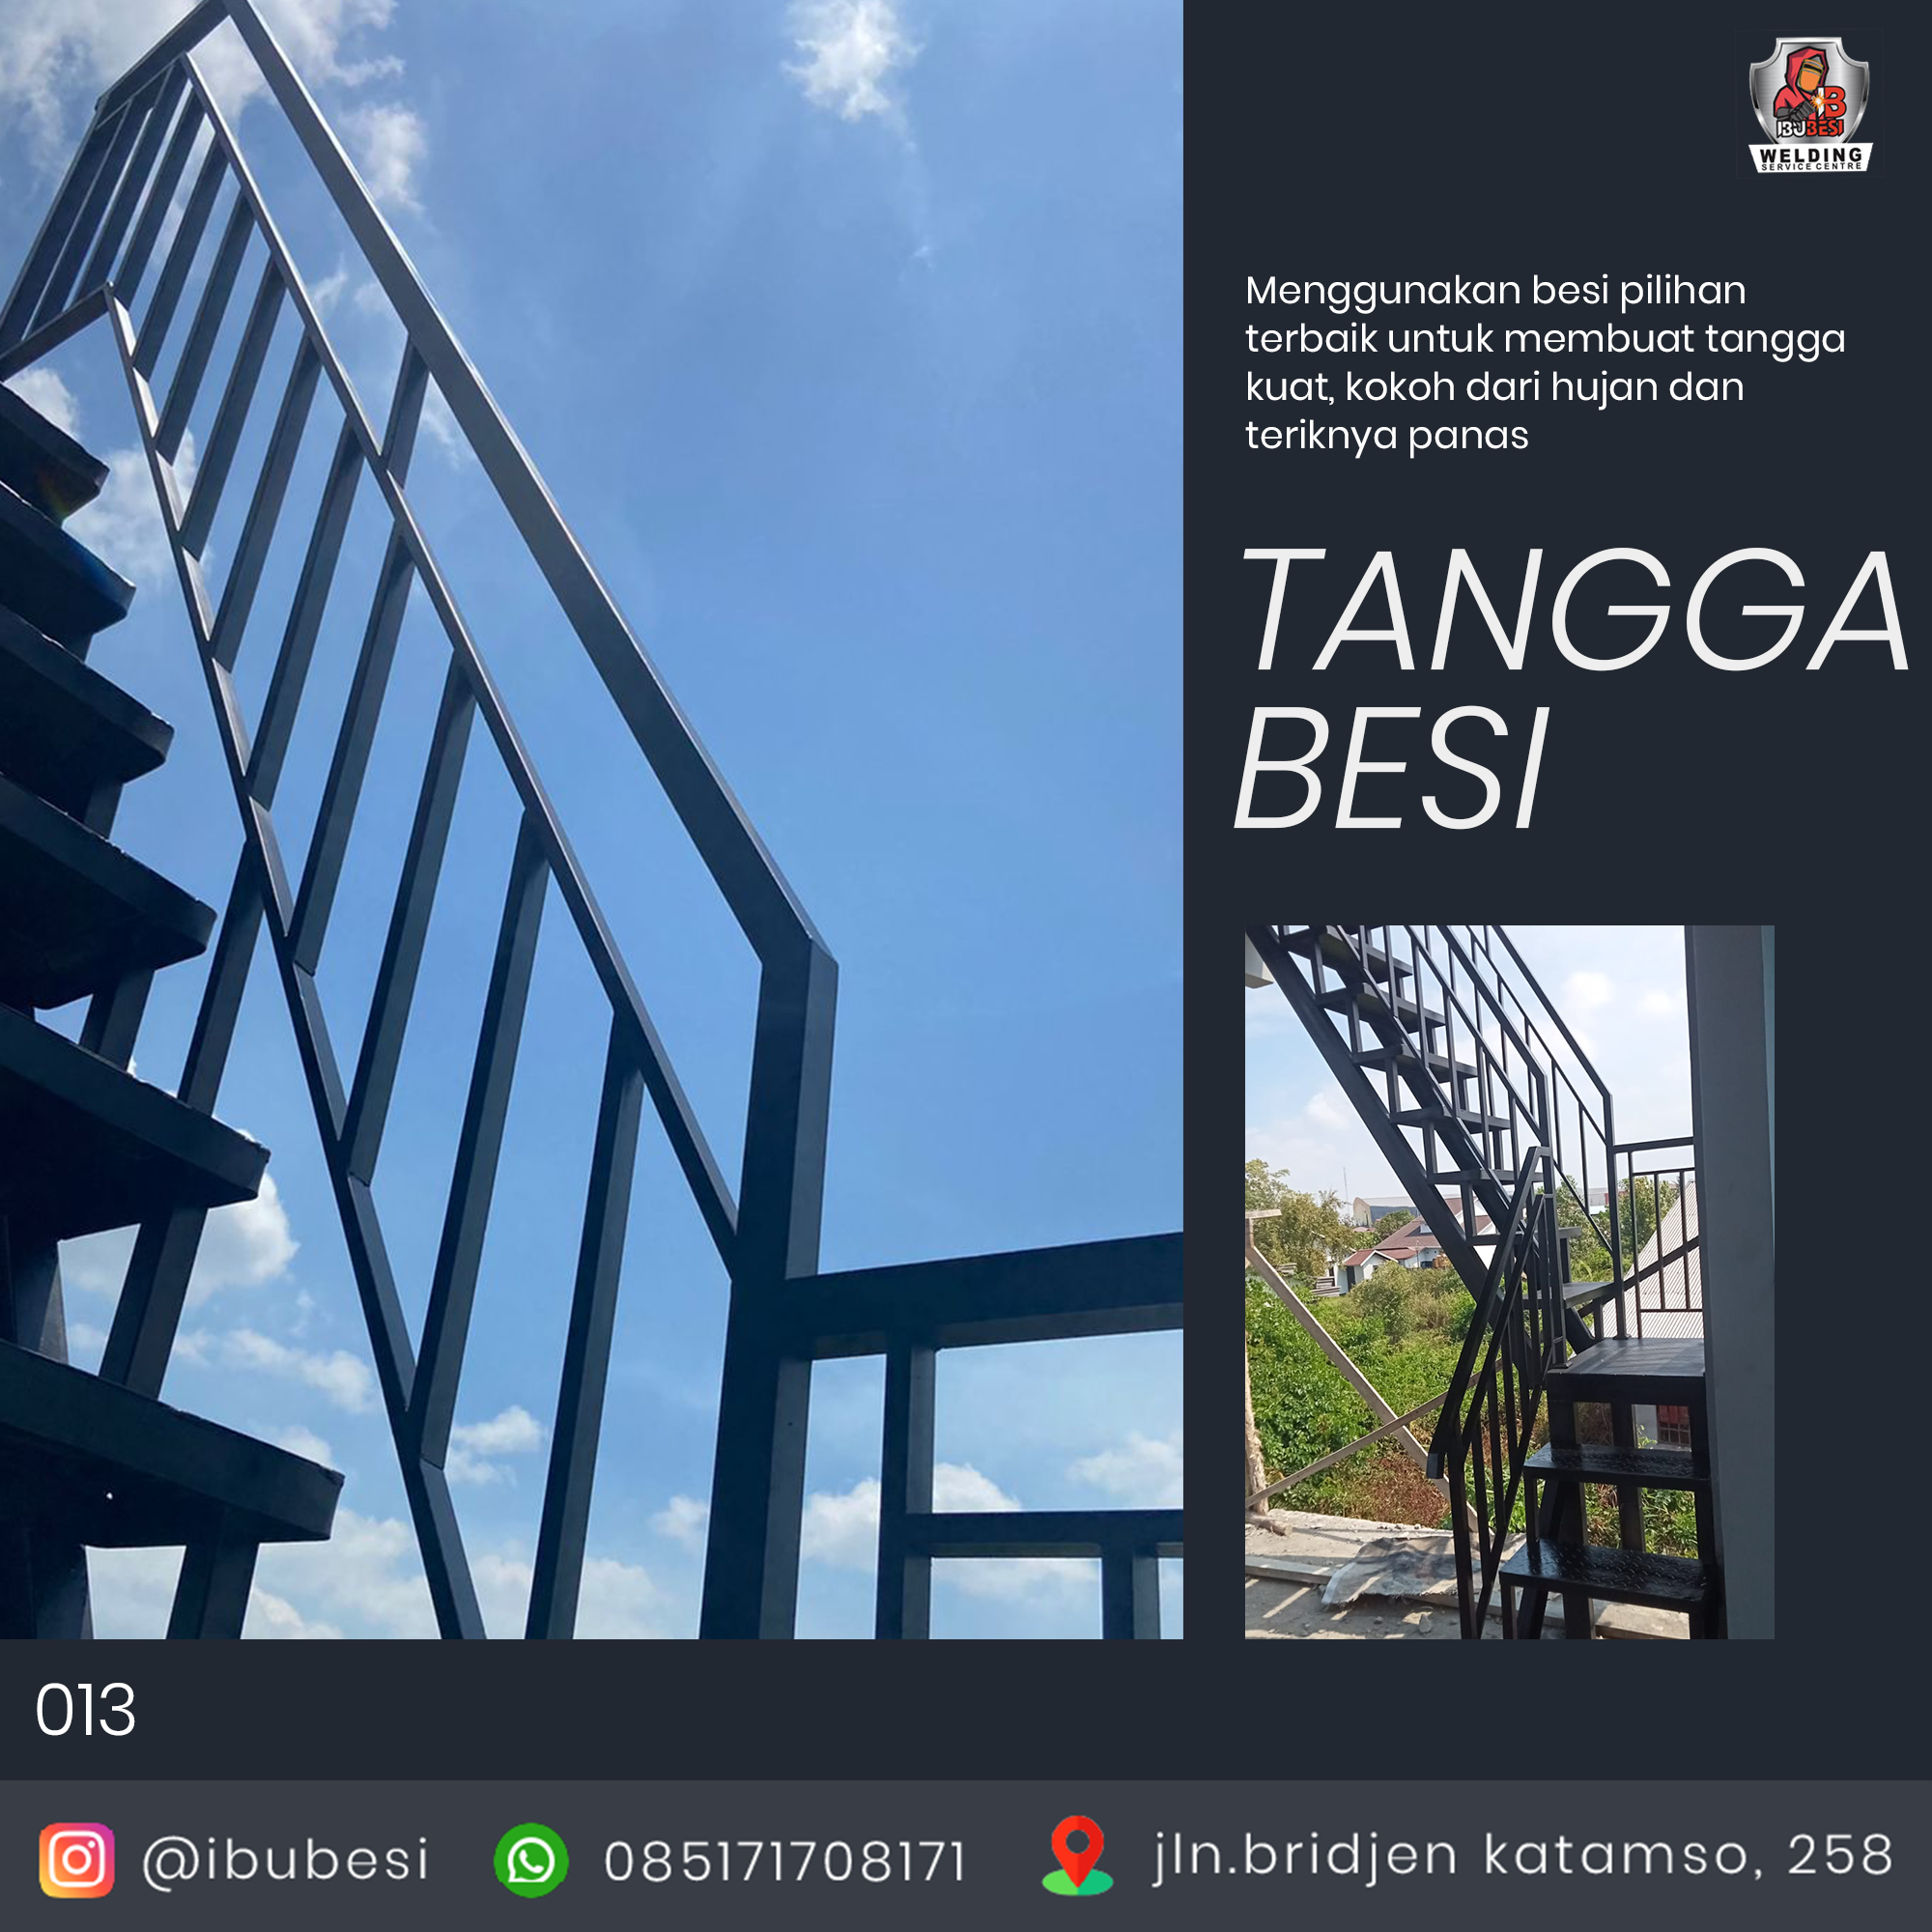 IB
IBUBESI
WELDING
SERVICE CENTRE
Menggunakan besi pilihan
terbaik untuk membuat tangga
kuat, kokoh dari hujan dan
teriknya panas
TANGGA
BESI
013
@ibubesi
085171708171
jln.bridjen katamso, 258